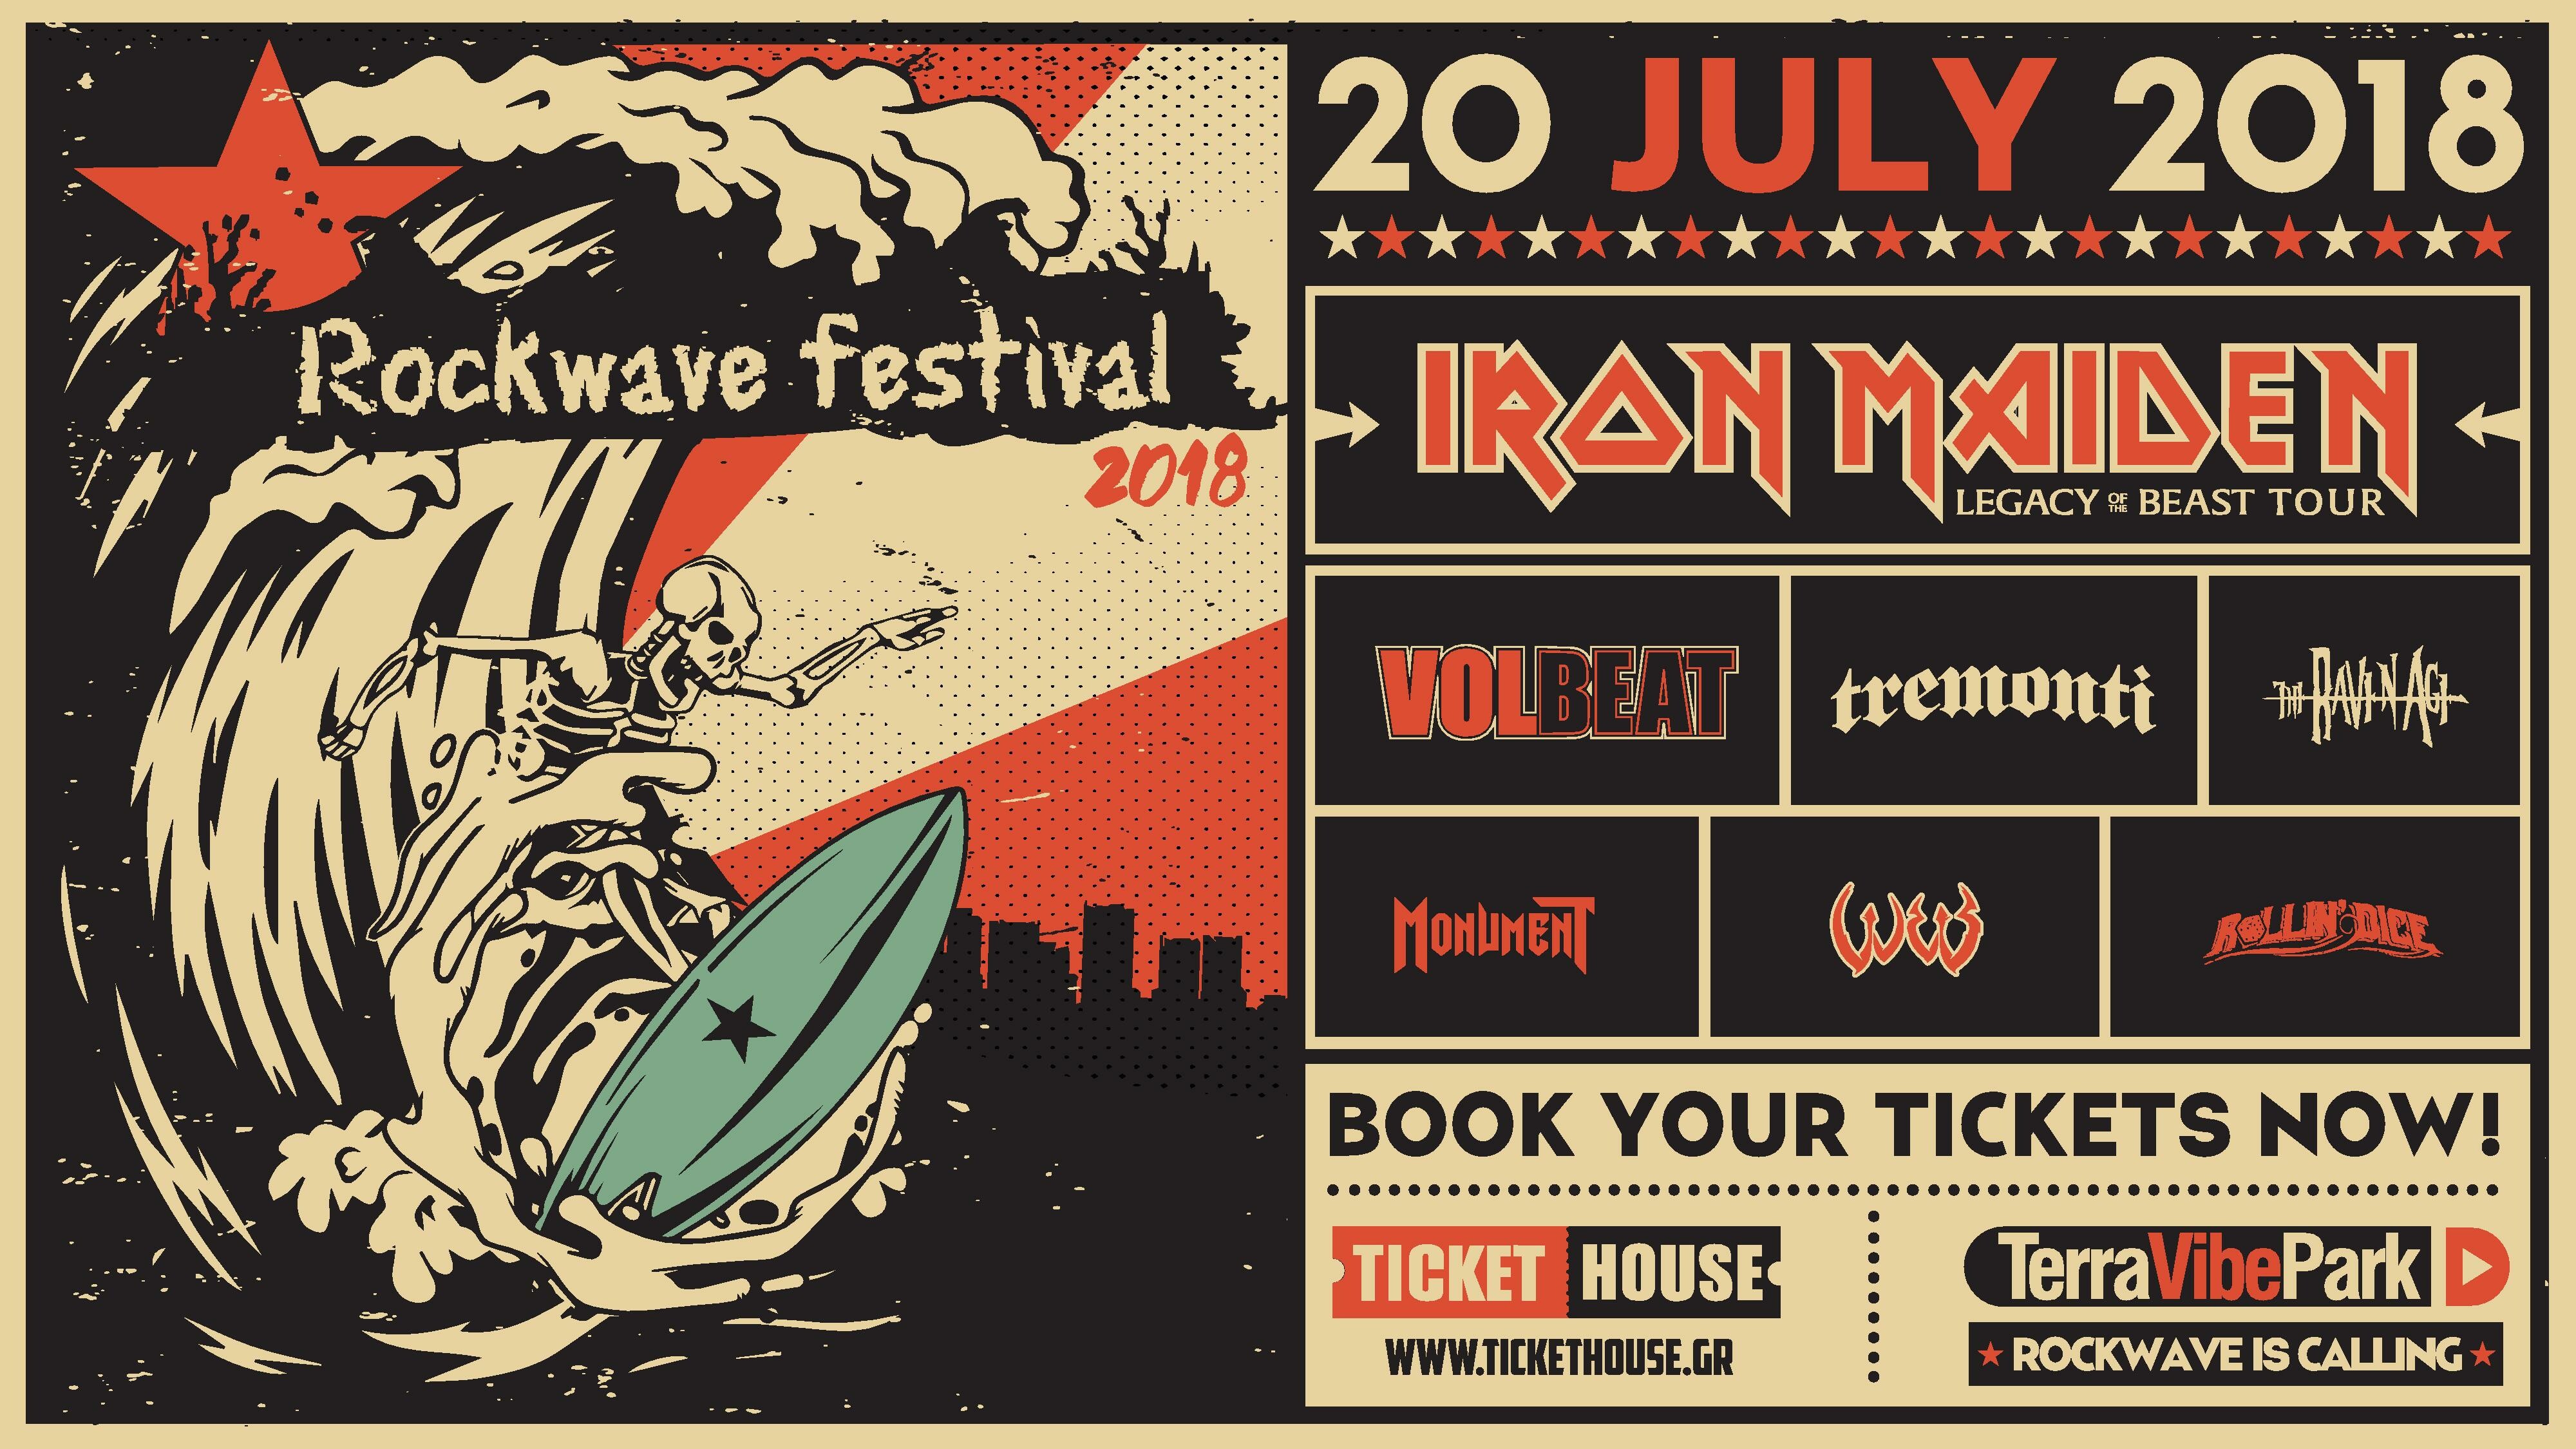 Rockwave festival
2018
20 JULY 2018
IRON MAIDEN
LEGACY OF THE BEAST TOUR
VOLBEAT
tremonti
THE RAVEN AGE
MONUMENT
ROLLIN' DICE
BOOK YOUR TICKETS NOW!
TICKET HOUSE
WWW.TICKETHOUSE.GR
TerraVibePark
ROCKWAVE IS CALLING